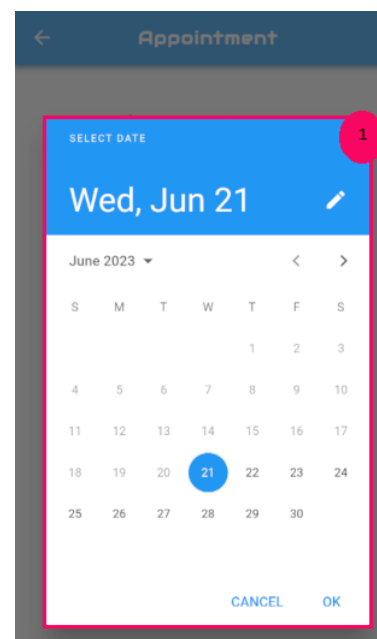 Appointment
1
SELECT DATE
Wed, Jun 21
June 2023
S M T W T F S
1 2 3
4 5 6 7 8 9 10
11 12 13 14 15 16 17
18 19 20 21 22 23 24
25 26 27 28 29 30
CANCEL OK